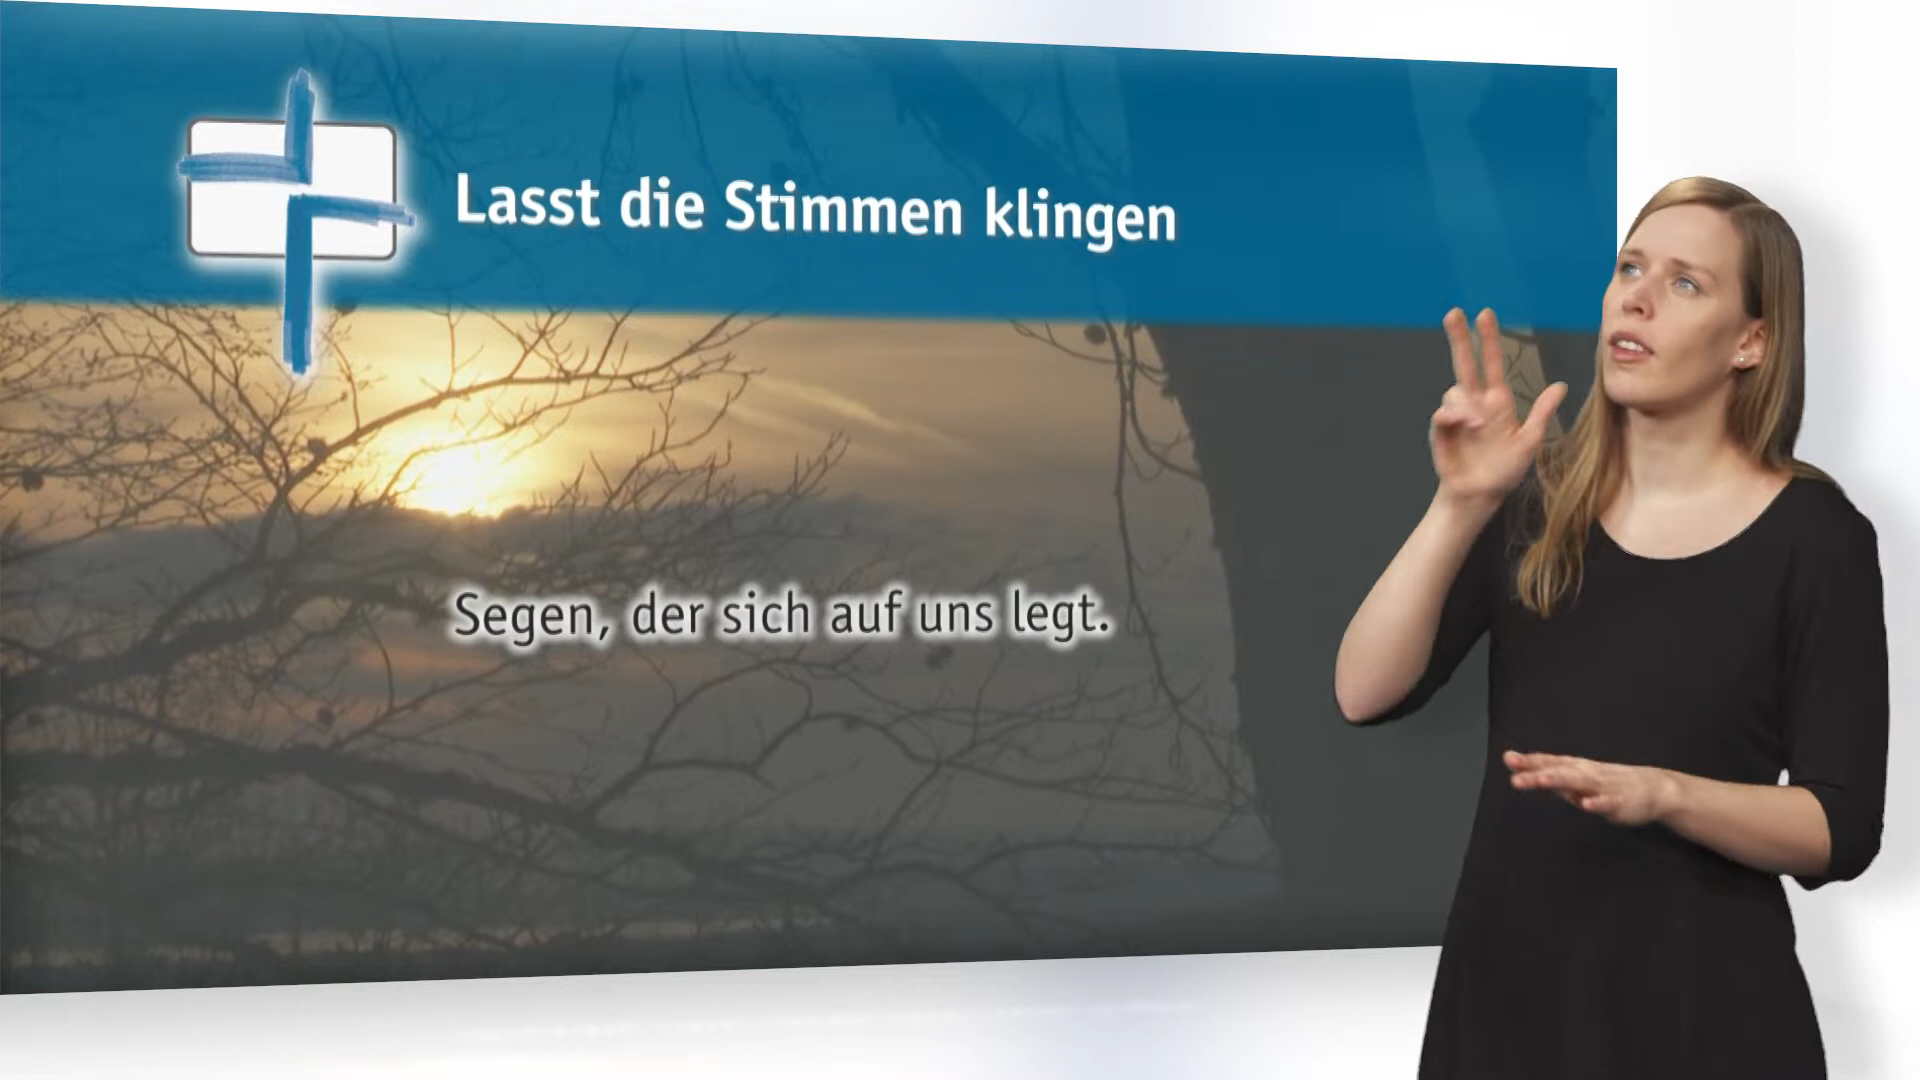 Lasst die Stimmen klingen
Segen, der sich auf uns legt.